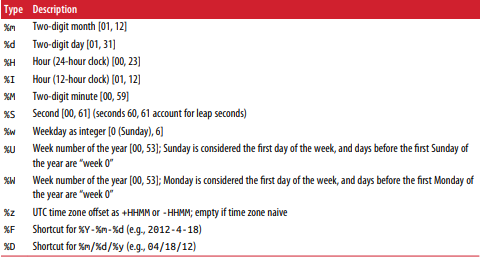 Type Description
%m Two-digit month [01, 12]
%d Two-digit day [01, 31]
%H Hour (24-hour clock) [00, 23]
%I Hour (12-hour clock) [01, 12]
%M Two-digit minute [00, 59]
%S Second [00, 61] (seconds 60, 61 account for leap seconds)
%w Weekday as integer [0 (Sunday), 6]
%U Week number of the year [00, 53]; Sunday is considered the first day of the week, and days before the first Sunday of
the year are “week 0”
%W Week number of the year [00, 53]; Monday is considered the first day of the week, and days before the first Monday of
the year are “week 0”
%z UTC time zone offset as +HHMM or -HHMM; empty if time zone naive
%F Shortcut for %Y-%m-%d (e.g., 2012-4-18)
%D Shortcut for %m/%d/%y (e.g., 04/18/12)